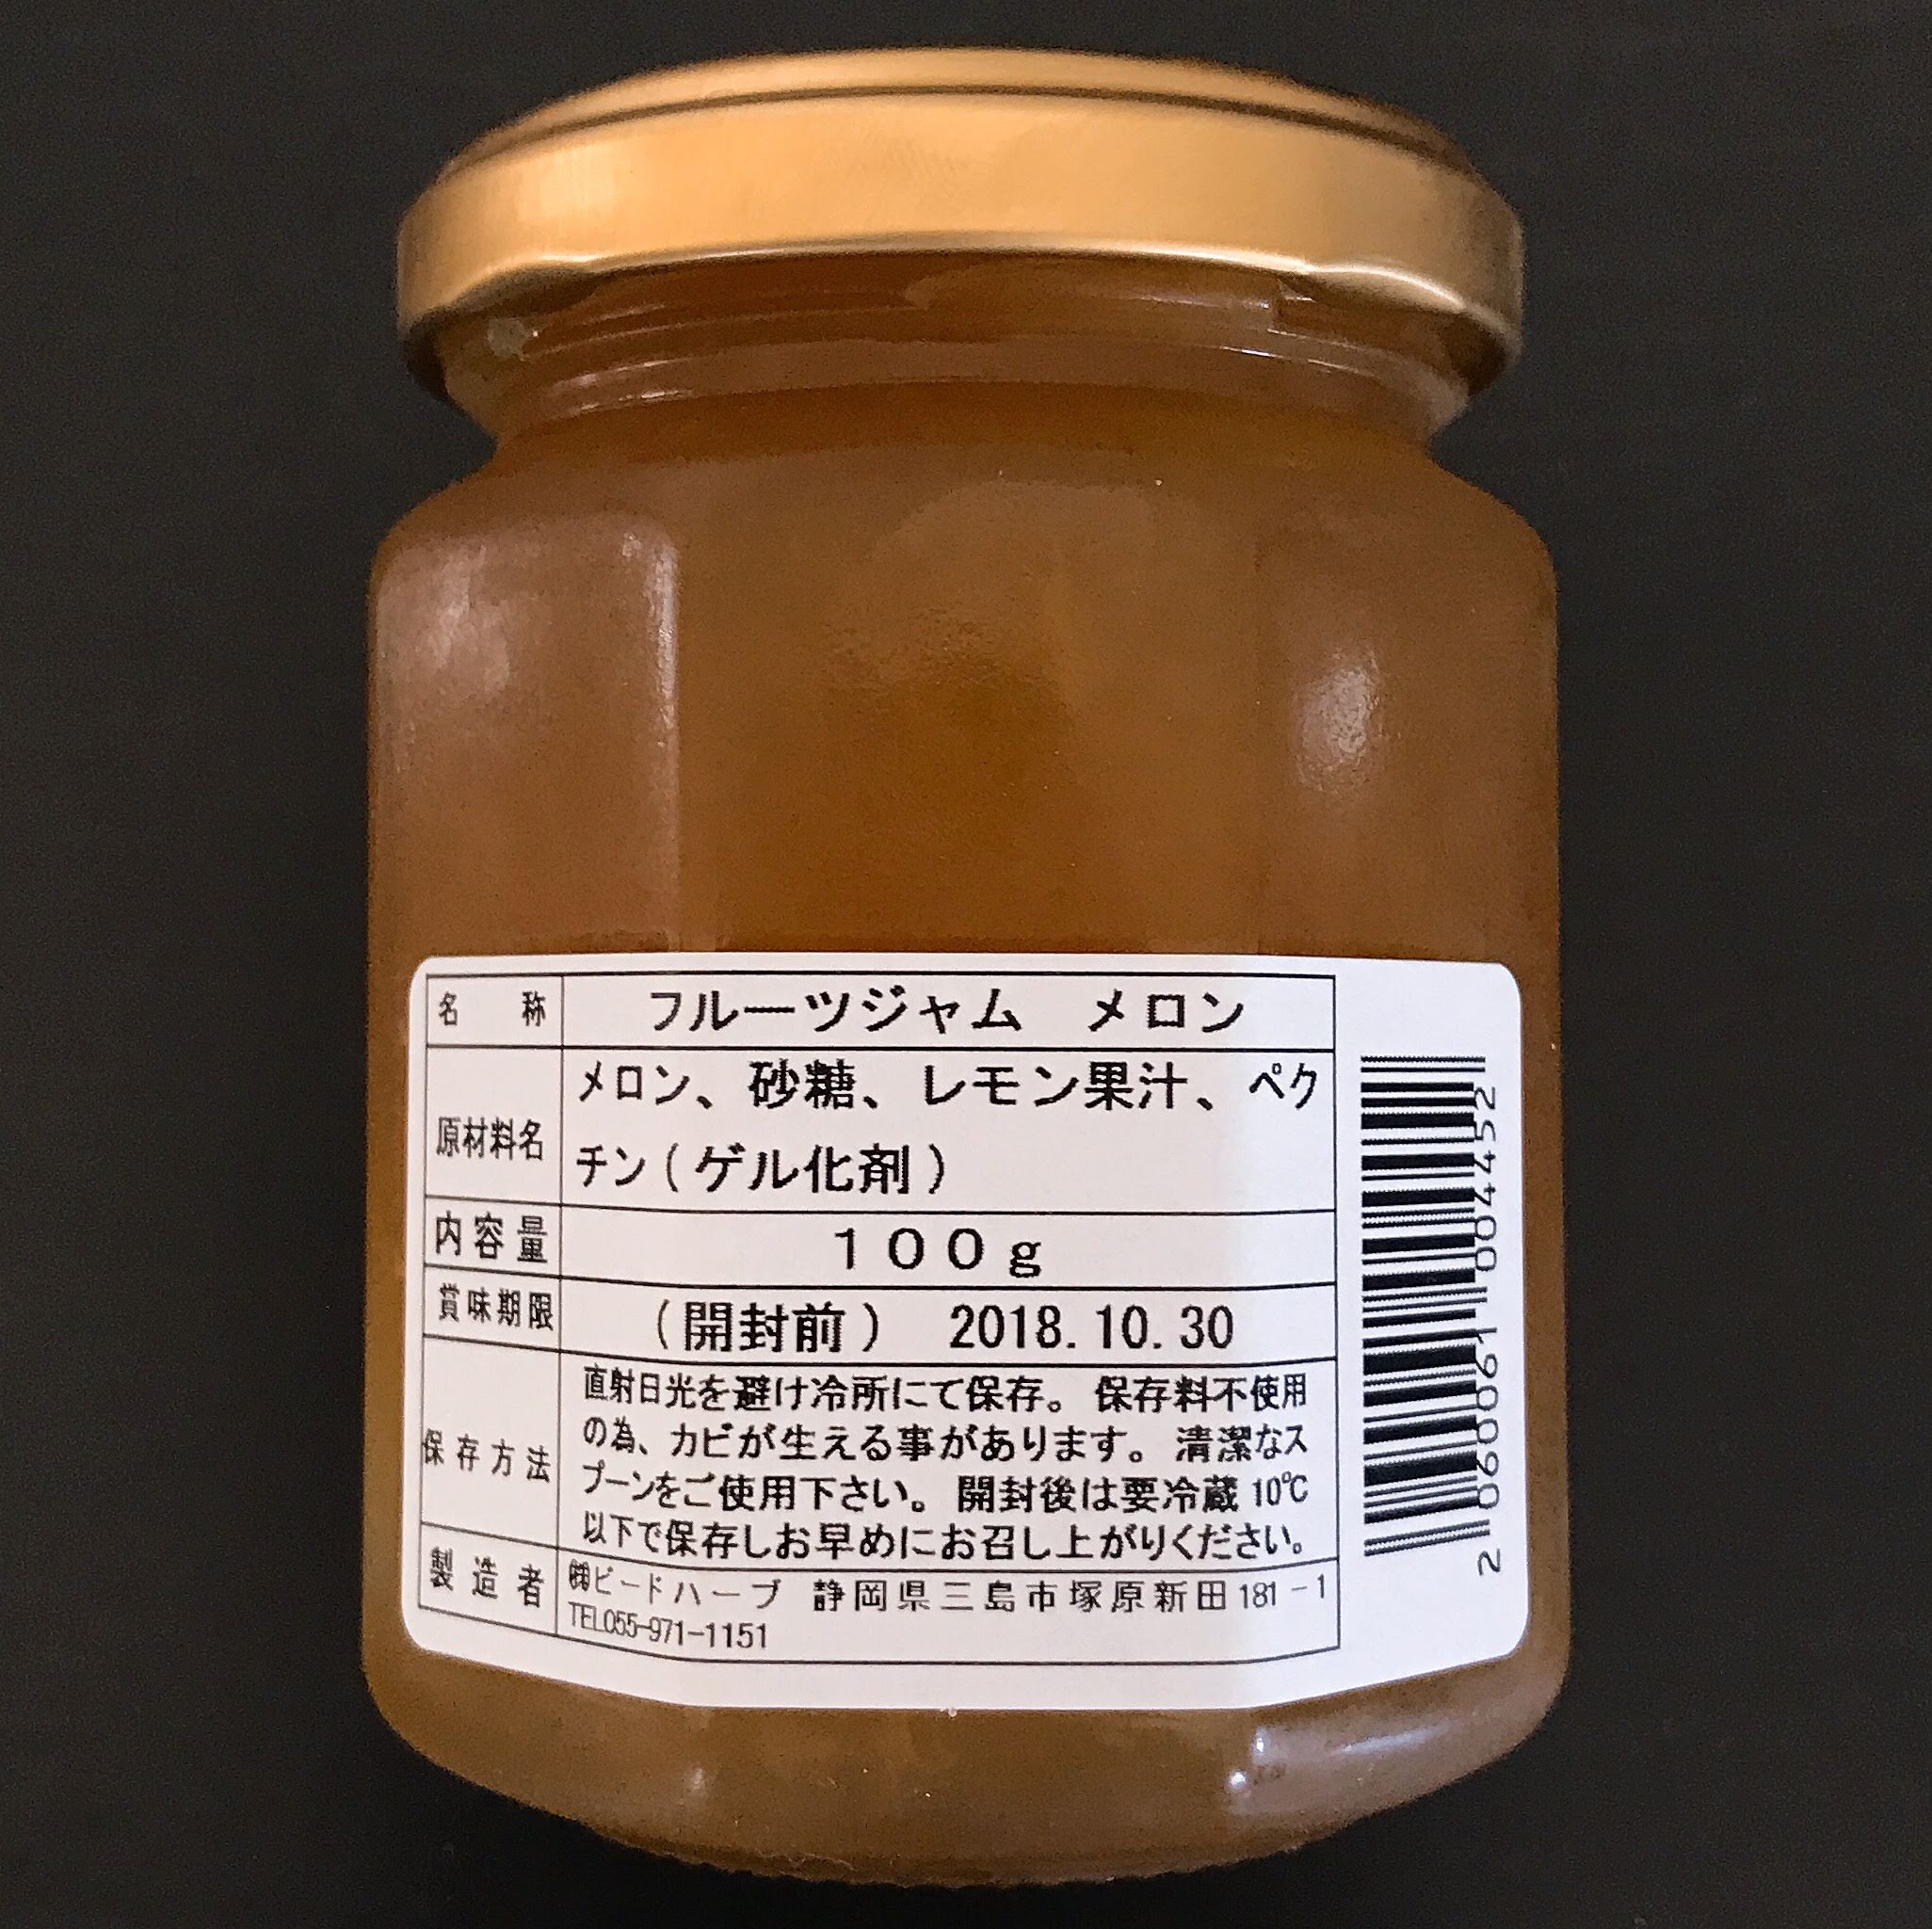 名 称 フルーツジャム メロン
原材料名 メロン、砂糖、レモン果汁、ペク
チン(ゲル化剤)
内容量 100g
賞味期限 (開封前) 2018.10.30
保存方法 直射日光を避け冷所にて保存。保存料不使用
の為、カビが生える事があります。清潔なス
プーンをご使用下さい。開封後は要冷蔵10℃
以下で保存しお早めにお召し上がりください。
製造者 ㈱ビードハーブ 静岡県三島市塚原新田181-1
TEL055-971-1151
2 060061 004452